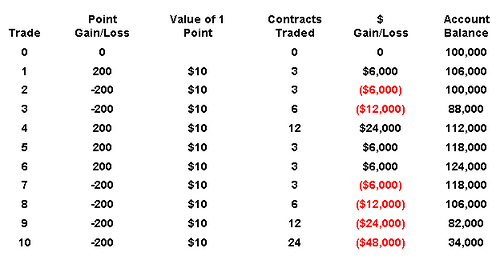 Point Value of 1 Contracts $ Account
Trade Gain/Loss Point Traded Gain/Loss Balance
0 0 0 0 100,000
1 200 $10 3 $6,000 106,000
2 -200 $10 3 ($6,000) 100,000
3 -200 $10 6 ($12,000) 88,000
4 200 $10 12 $24,000 112,000
5 200 $10 3 $6,000 118,000
6 200 $10 3 $6,000 124,000
7 -200 $10 3 ($6,000) 118,000
8 -200 $10 6 ($12,000) 106,000
9 -200 $10 12 ($24,000) 82,000
10 -200 $10 24 ($48,000) 34,000